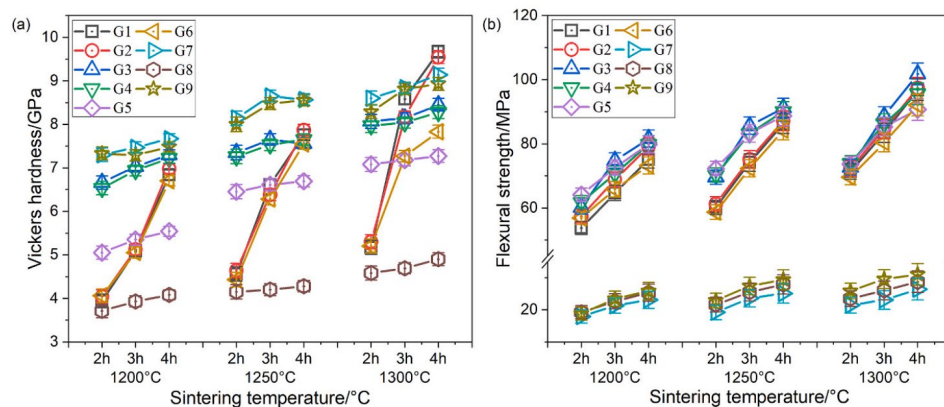 (a)
G1 G6
G2 G7
G3 G8
G4 G9
G5
Vickers hardness/GPa
10
9
8
7
6
5
4
3
2h 3h 4h 2h 3h 4h 2h 3h 4h
1200°C 1250°C 1300°C
Sintering temperature/°C
(b)
G1 G6
G2 G7
G3 G8
G4 G9
G5
Flexural strength/MPa
120
100
80
60
20
2h 3h 4h 2h 3h 4h 2h 3h 4h
1200°C 1250°C 1300°C
Sintering temperature/°C